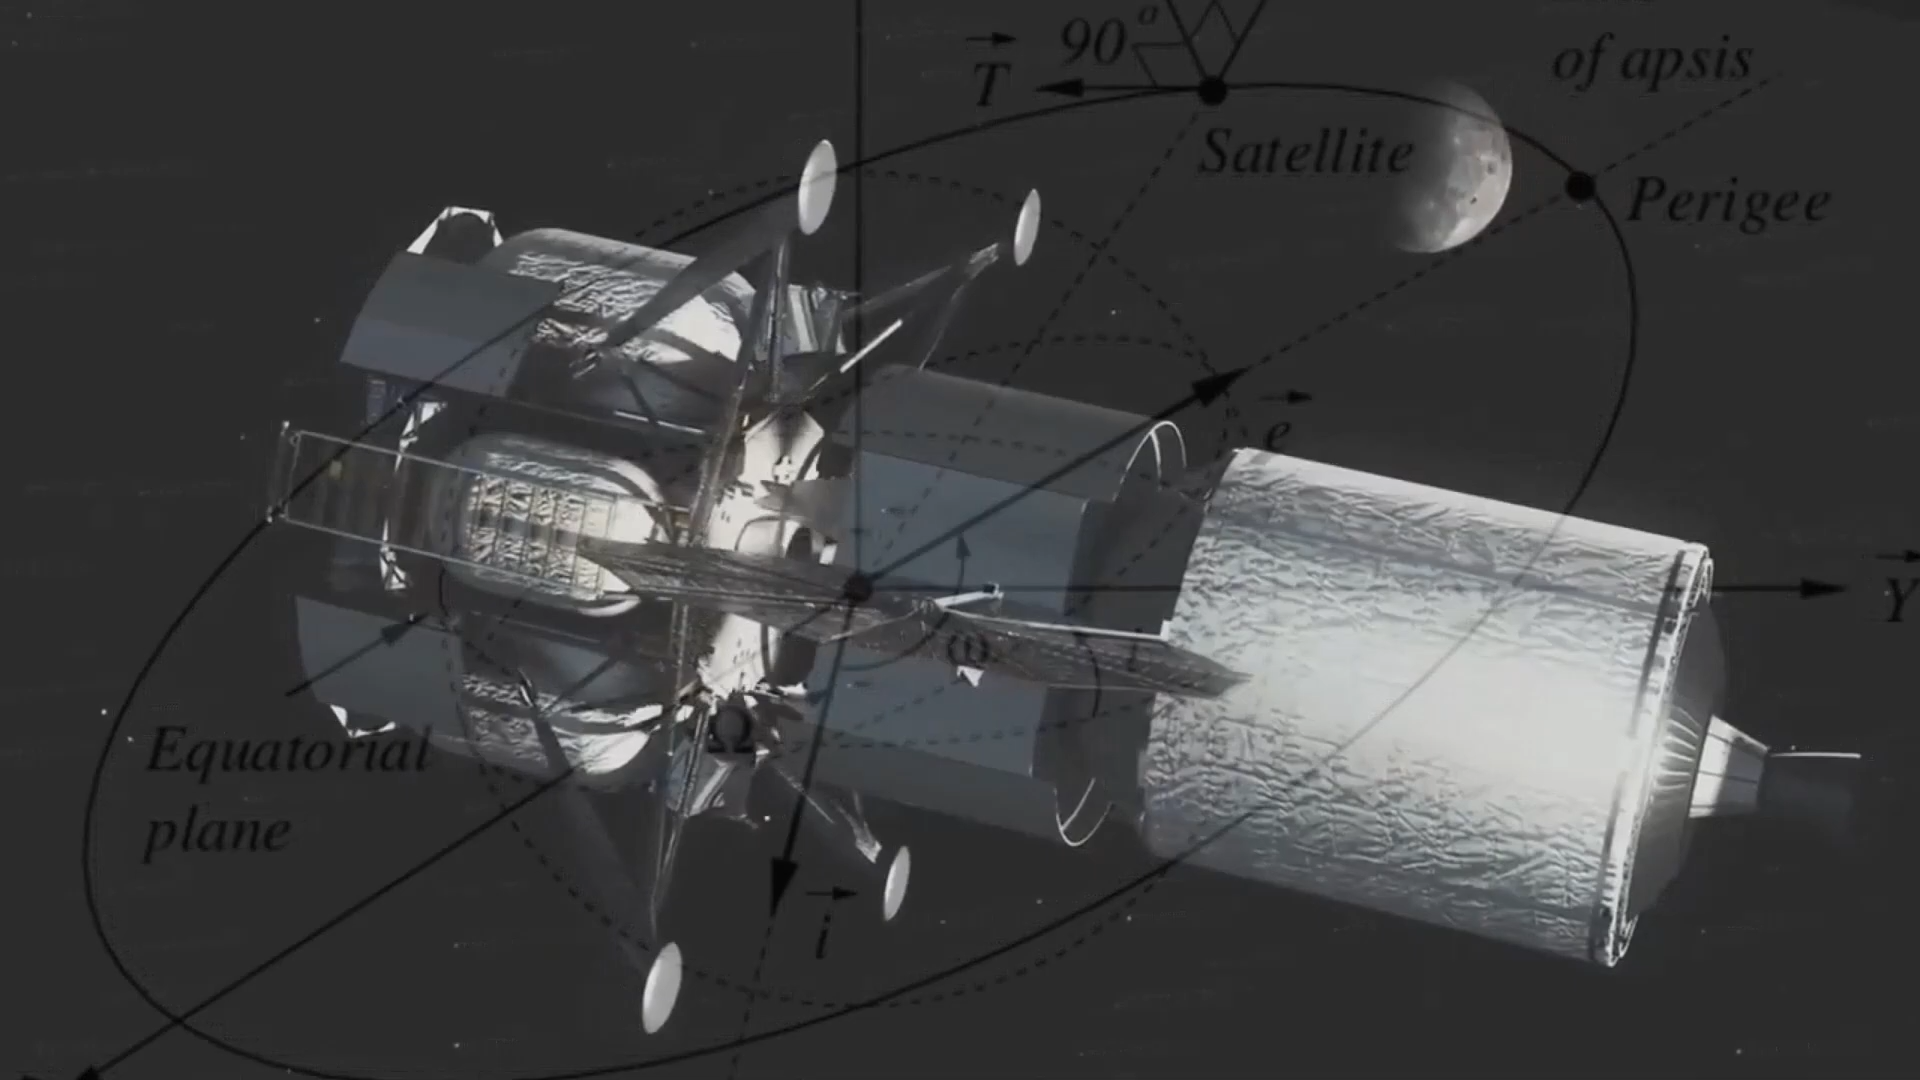 90
of apsis
T
Satellite
Perigee
e
Y
ω
i
Ω
Equatorial
plane
i